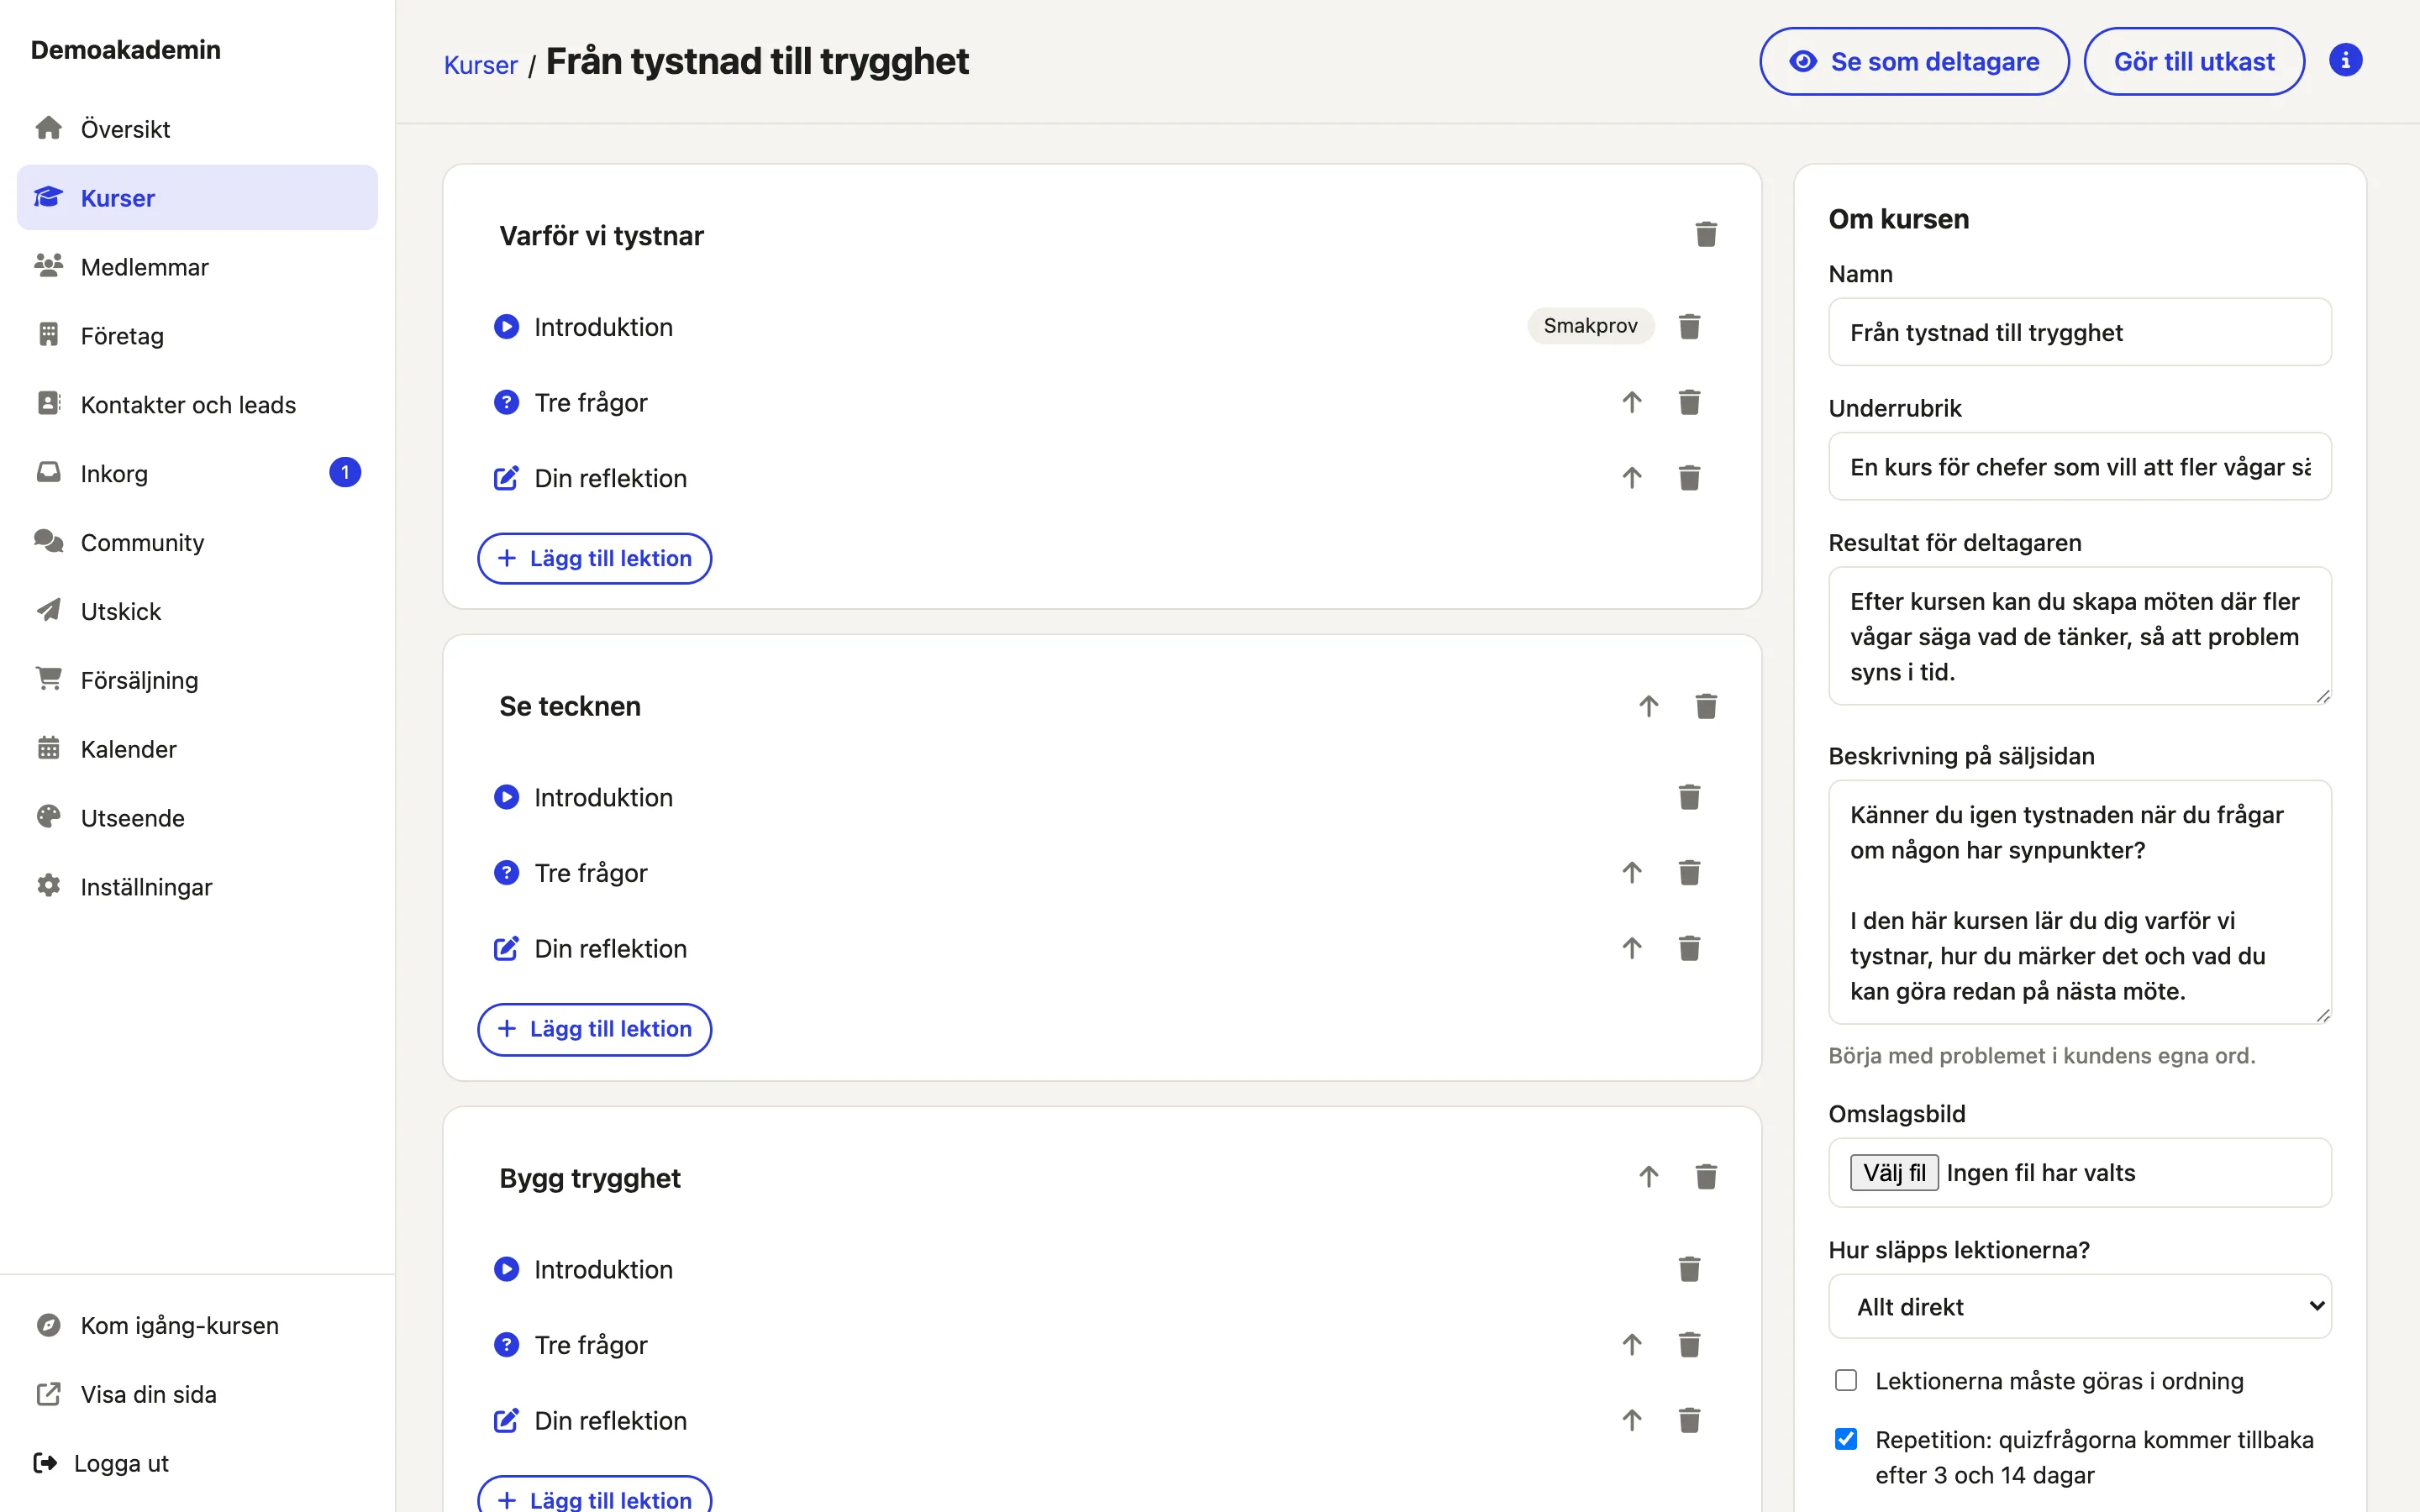 Demoakademin
Översikt
Kurser
Medlemmar
Företag
Kontakter och leads
Inkorg 1
Community
Utskick
Försäljning
Kalender
Utseende
Inställningar
Kom igång-kursen
Visa din sida
Logga ut
Kurser / Från tystnad till trygghet
Se som deltagare
Gör till utkast
Varför vi tystnar
Introduktion Smakprov
Tre frågor
Din reflektion
+ Lägg till lektion
Se tecknen
Introduktion
Tre frågor
Din reflektion
+ Lägg till lektion
Bygg trygghet
Introduktion
Tre frågor
Din reflektion
+ Lägg till lektion
Om kursen
Namn
Från tystnad till trygghet
Underrubrik
En kurs för chefer som vill att fler vågar
Resultat för deltagaren
Efter kursen kan du skapa möten där fler
vågar säga vad de tänker, så att problem
syns i tid.
Beskrivning på säljsidan
Känner du igen tystnaden när du frågar
om någon har synpunkter?
I den här kursen lär du dig varför vi
tystnar, hur du märker det och vad du
kan göra redan på nästa möte.
Börja med problemet i kundens egna ord.
Omslagsbild
Välj fil Ingen fil har valts
Hur släpps lektionerna?
Allt direkt
Lektionerna måste göras i ordning
Repetition: quizfrågorna kommer tillbaka
efter 3 och 14 dagar